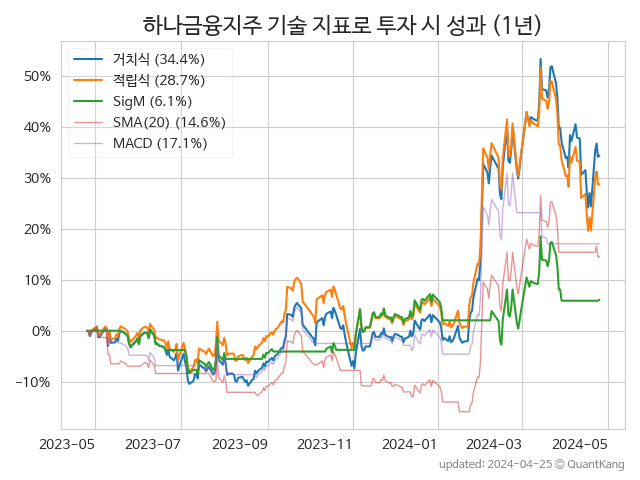 하나금융지주 기술 지표로 투자 시 성과 (1년)
거치식 (34.4%)
적립식 (28.7%)
SigM (6.1%)
SMA(20) (14.6%)
MACD (17.1%)
50%
40%
30%
20%
10%
0%
−10%
2023-05 2023-07 2023-09 2023-11 2024-01 2024-03 2024-05
updated: 2024-04-25 © QuantKang